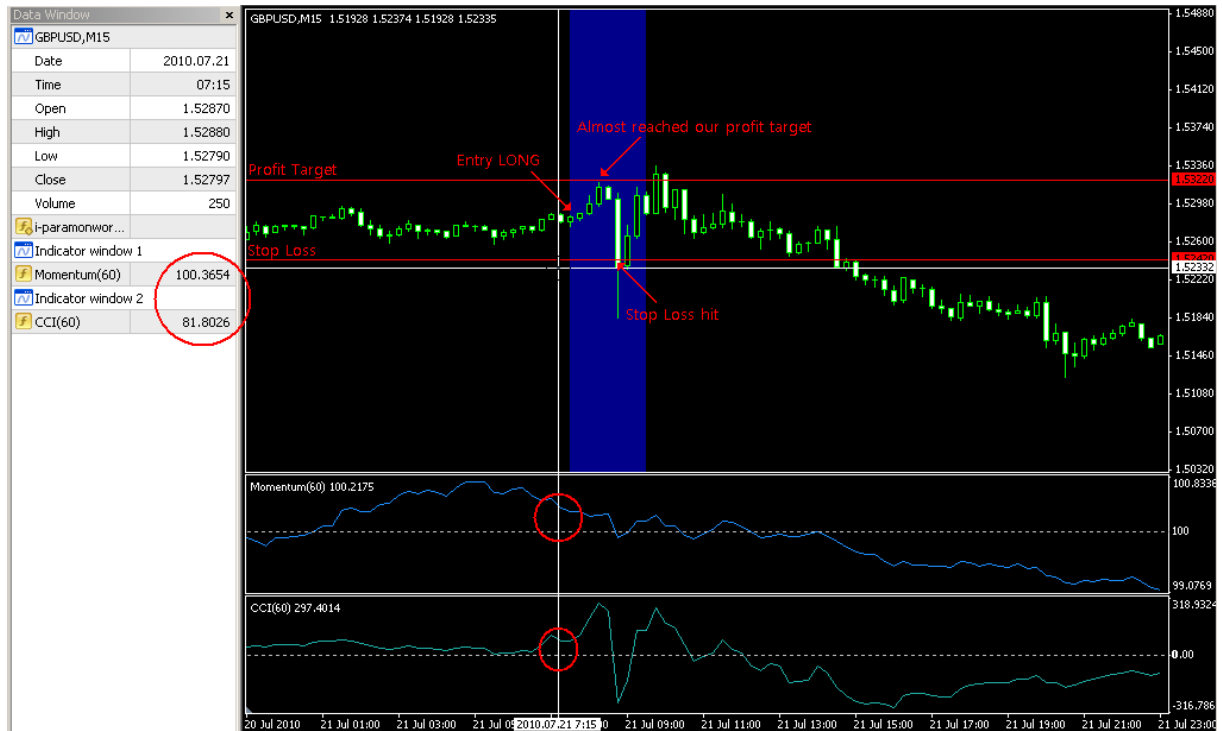 Data Window x
GBPUSD,M15
Date 2010.07.21
Time 07:15
Open 1.52870
High 1.52880
Low 1.52790
Close 1.52797
Volume 250
i-paramonwor...
Indicator window 1
Momentum(60) 100.3654
Indicator window 2
CCI(60) 81.8026
GBPUSD,M15 1.51928 1.52374 1.51928 1.52335
Almost reached our profit target
Entry LONG
Profit Target
Stop Loss
Stop Loss hit
1.54880
1.54500
1.54120
1.53740
1.53360
1.53220
1.52980
1.52600
1.52332
1.52220
1.51840
1.51460
1.51080
1.50700
1.50320
Momentum(60) 100.2175
100.8336
100
99.0769
CCI(60) 297.4014
318.9324
0.00
-316.786
20 Jul 2010 21 Jul 01:00 21 Jul 03:00 21 Jul 2010.07.21 7:15 21 Jul 09:00 21 Jul 11:00 21 Jul 13:00 21 Jul 15:00 21 Jul 17:00 21 Jul 19:00 21 Jul 21:00 21 Jul 23:00